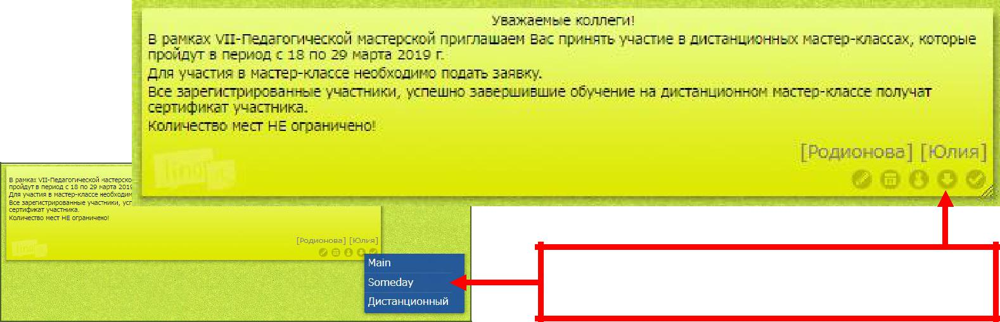 Уважаемые коллеги!
В рамках VII-Педагогической мастерской приглашаем Вас принять участие в дистанционных мастер-классах, которые
пройдут в период с 18 по 29 марта 2019 г.
Для участия в мастер-классе необходимо подать заявку.
Все зарегистрированные участники, успешно завершившие обучение на дистанционном мастер-классе получат
сертификат участника.
Количество мест НЕ ограничено!
[Родионова] [Юлия]
В рамках VII-Педагогической мастерско
пройдут в период с 18 по 29 марта 2019
Для участия в мастер-классе необходим
Все зарегистрированные участники, усп
сертификат участника.
Количество мест НЕ ограничено!
[Родионова] [Юлия]
Main
Someday
Дистанционный